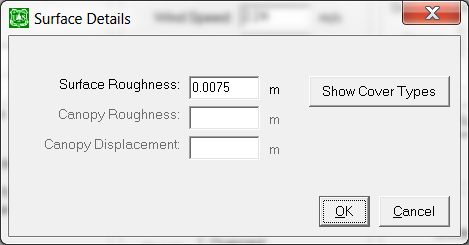 Surface Details
Surface Roughness: 0.0075 m
Show Cover Types
Canopy Roughness: m
Canopy Displacement: m
OK Cancel